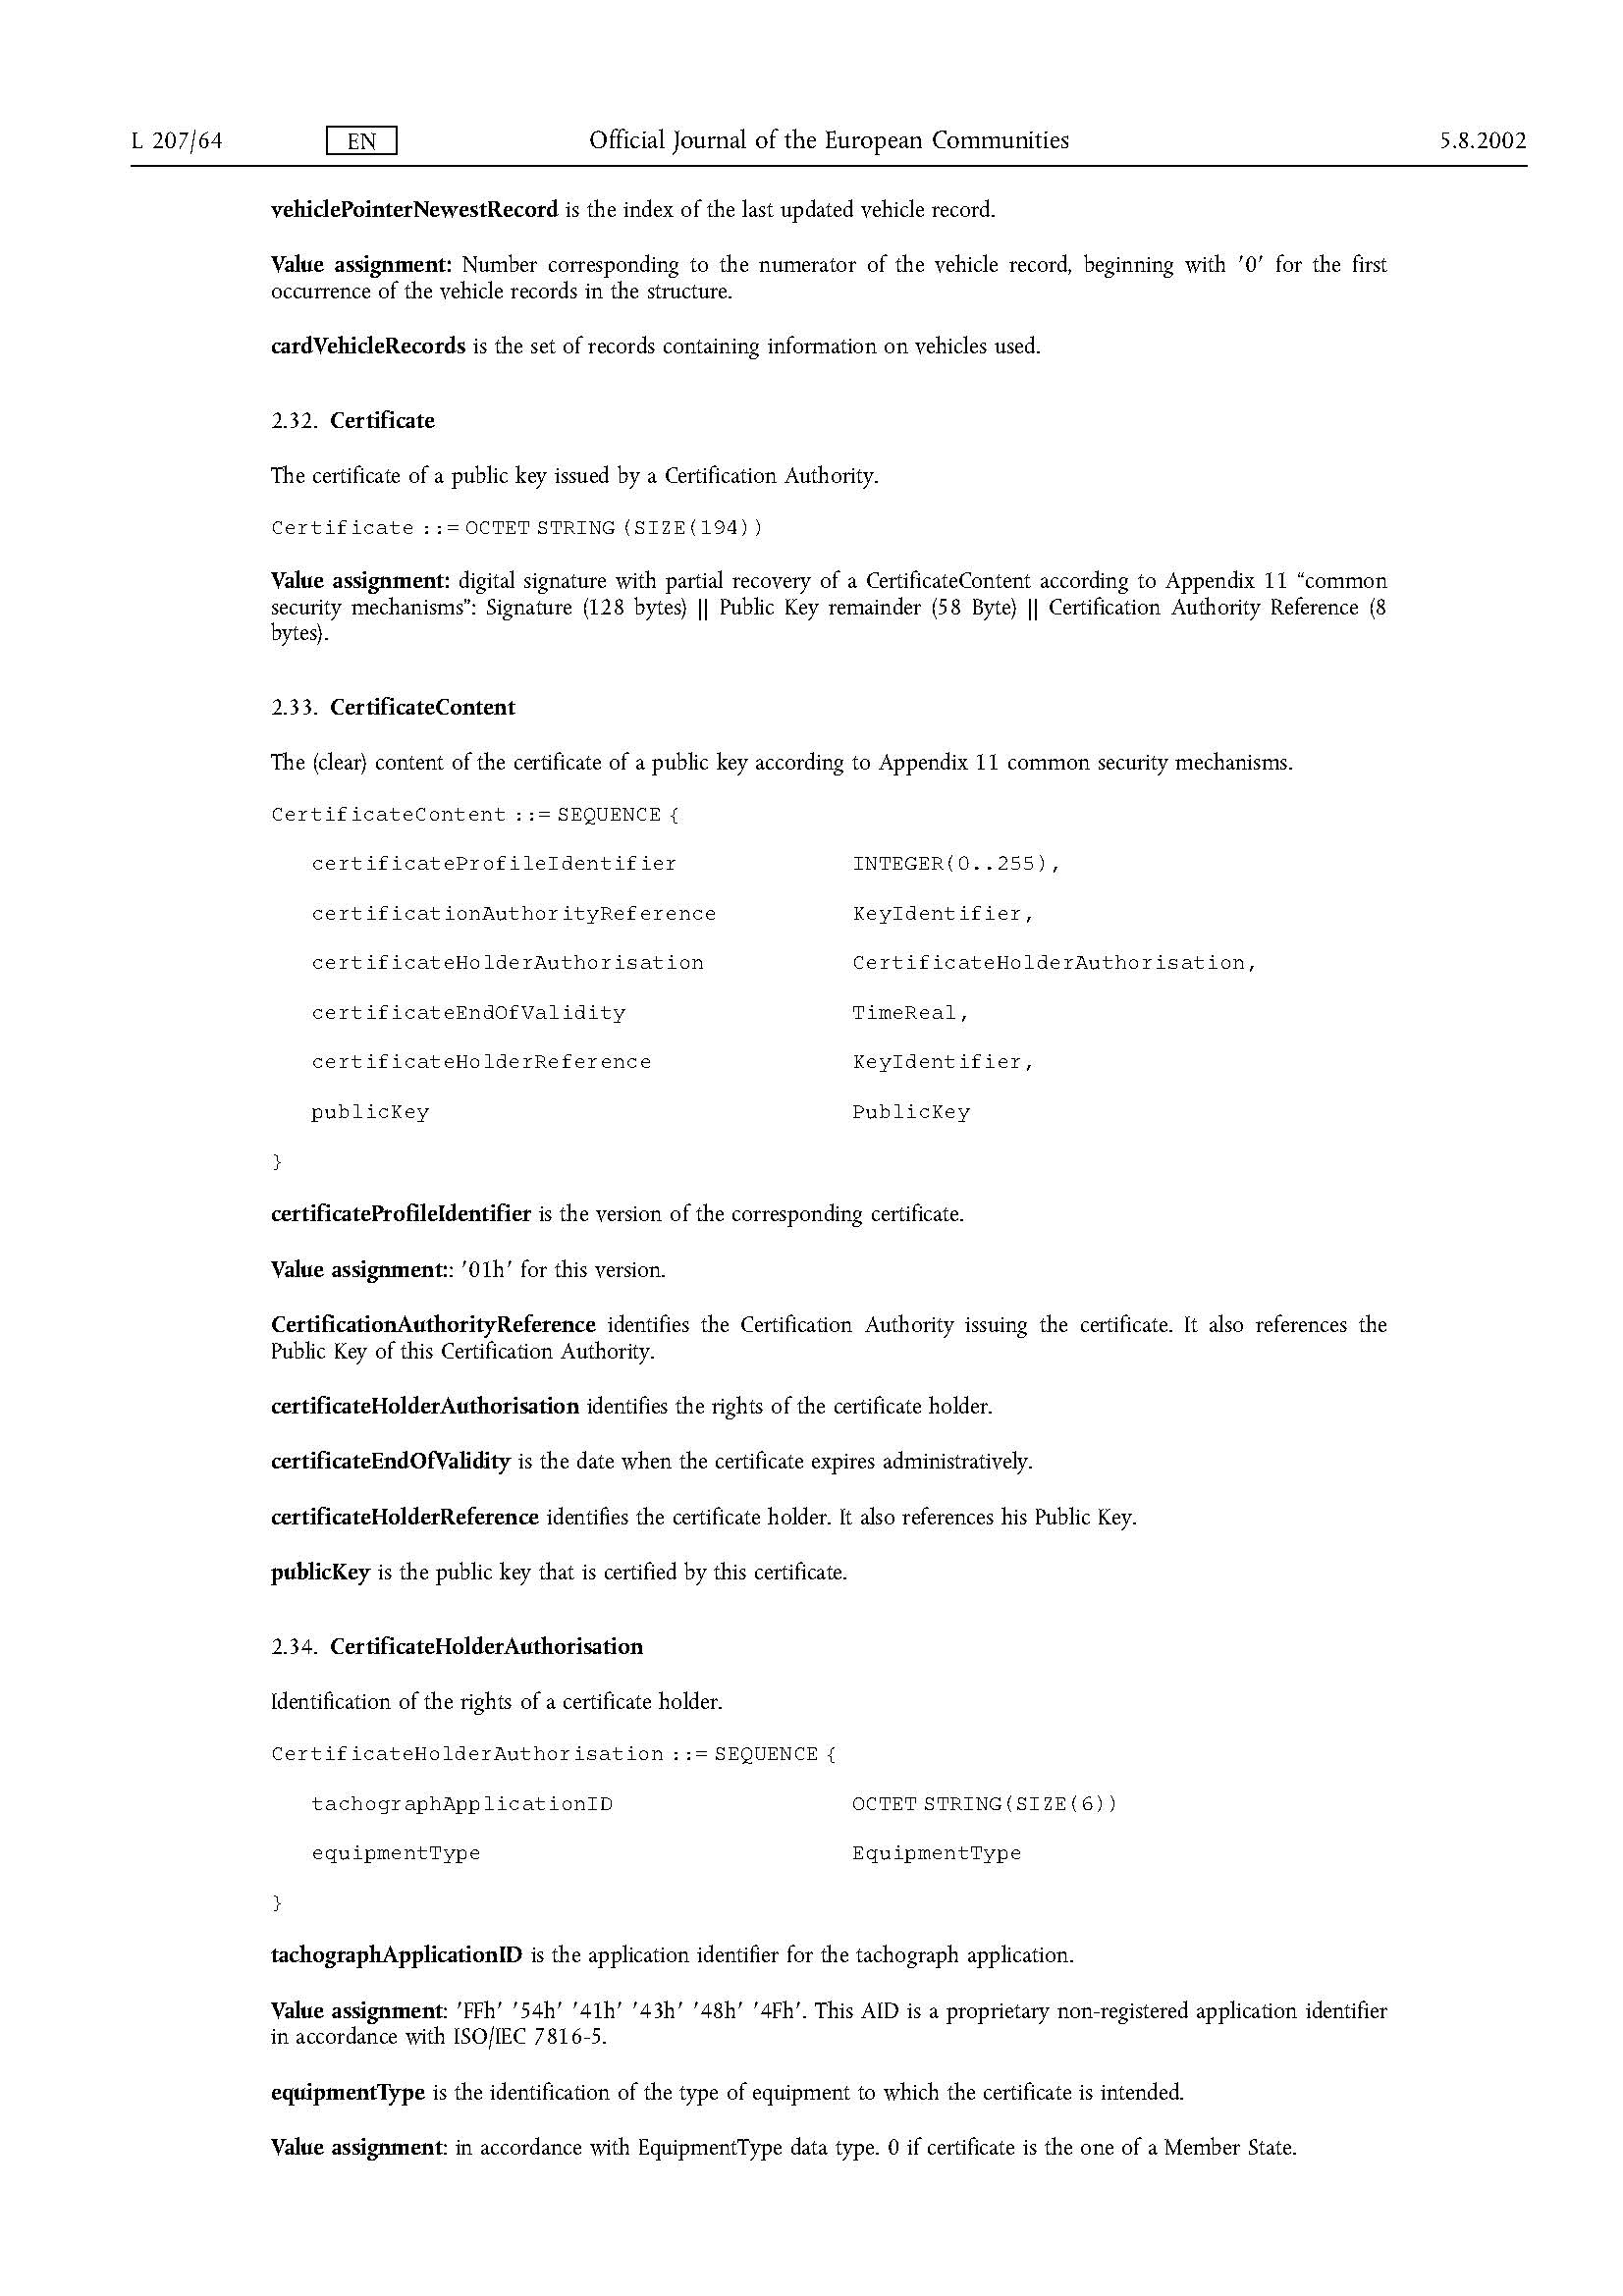 L 207/64 EN Official Journal of the European Communities 5.8.2002
vehiclePointerNewestRecord is the index of the last updated vehicle record.
Value assignment: Number corresponding to the numerator of the vehicle record, beginning with '0' for the first
occurrence of the vehicle records in the structure.
cardVehicleRecords is the set of records containing information on vehicles used.
2.32. Certificate
The certificate of a public key issued by a Certification Authority.
Certificate ::= OCTET STRING (SIZE(194))
Value assignment: digital signature with partial recovery of a CertificateContent according to Appendix 11 “common
security mechanisms”: Signature (128 bytes) || Public Key remainder (58 Byte) || Certification Authority Reference (8
bytes).
2.33. CertificateContent
The (clear) content of the certificate of a public key according to Appendix 11 common security mechanisms.
CertificateContent ::= SEQUENCE {
certificateProfileIdentifier INTEGER(0..255),
certificationAuthorityReference KeyIdentifier,
certificateHolderAuthorisation CertificateHolderAuthorisation,
certificateEndOfValidity TimeReal,
certificateHolderReference KeyIdentifier,
publicKey PublicKey
}
certificateProfileIdentifier is the version of the corresponding certificate.
Value assignment:: '01h' for this version.
CertificationAuthorityReference identifies the Certification Authority issuing the certificate. It also references the
Public Key of this Certification Authority.
certificateHolderAuthorisation identifies the rights of the certificate holder.
certificateEndOfValidity is the date when the certificate expires administratively.
certificateHolderReference identifies the certificate holder. It also references his Public Key.
publicKey is the public key that is certified by this certificate.
2.34. CertificateHolderAuthorisation
Identification of the rights of a certificate holder.
CertificateHolderAuthorisation ::= SEQUENCE {
tachographApplicationID OCTET STRING(SIZE(6))
equipmentType EquipmentType
}
tachographApplicationID is the application identifier for the tachograph application.
Value assignment: 'FFh' '54h' '41h' '43h' '48h' '4Fh'. This AID is a proprietary non-registered application identifier
in accordance with ISO/IEC 7816-5.
equipmentType is the identification of the type of equipment to which the certificate is intended.
Value assignment: in accordance with EquipmentType data type. 0 if certificate is the one of a Member State.